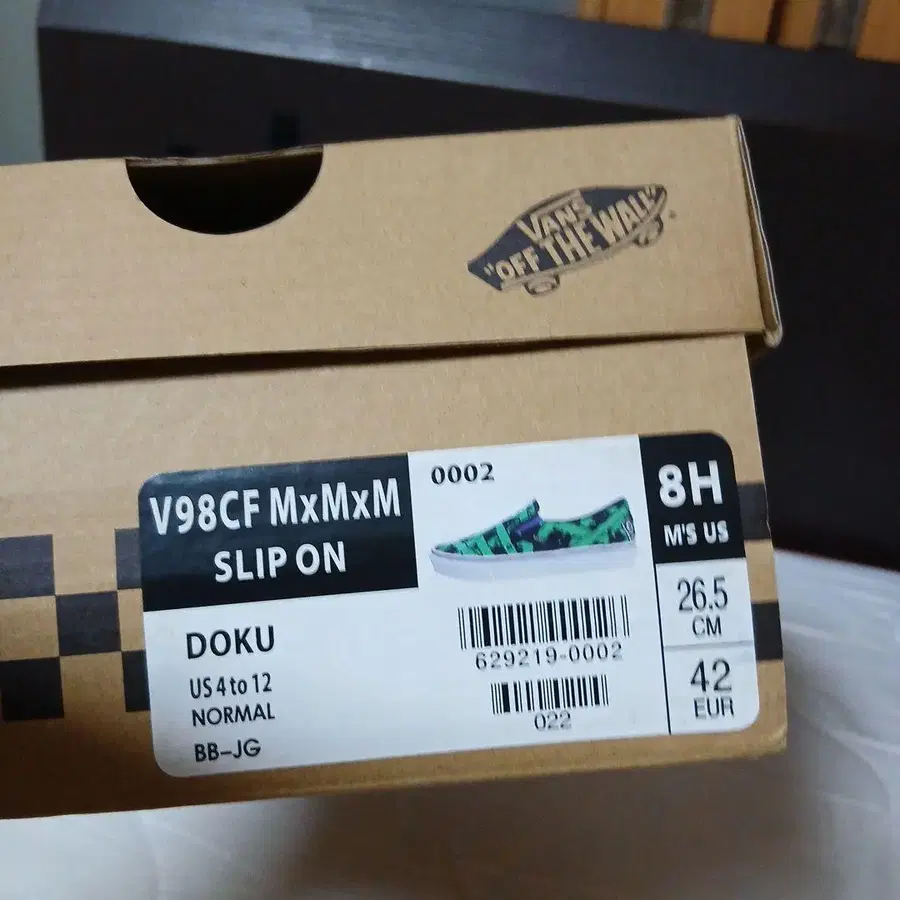 VANS
"OFF THE WALL"
V98CF MxMxM
SLIP ON
0002
8H
M'S US
26.5
CM
42
EUR
DOKU
US 4 to 12
NORMAL
BB-JG
629219-0002
022